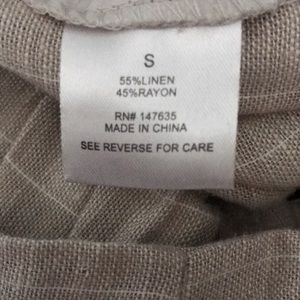 S
55%LINEN
45%RAYON
RN# 147635
MADE IN CHINA
SEE REVERSE FOR CARE